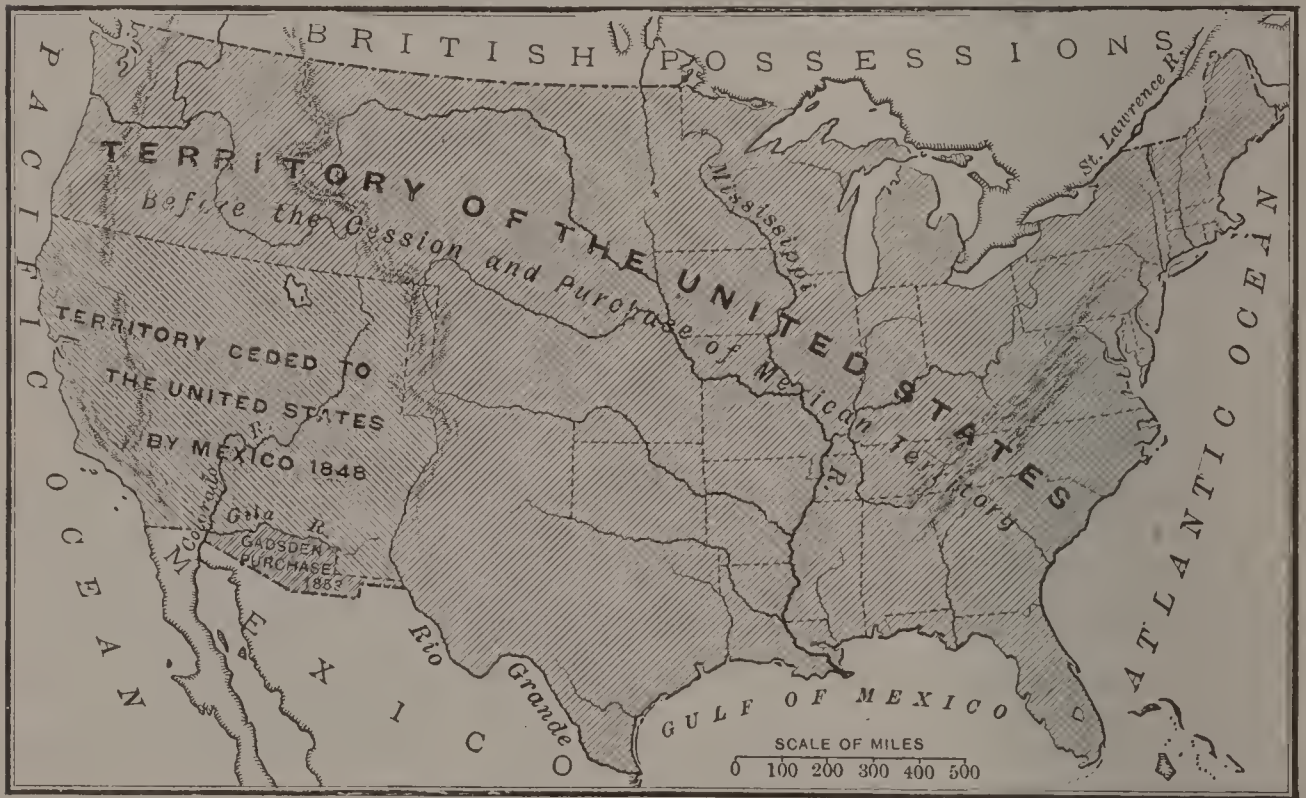 BRITISH POSSESSIONS
PACIFIC OCEAN
St. Lawrence R.
TERRITORY OF THE UNITED STATES
Before the Cession and Purchase of Mexican Territory
Mississippi R.
TERRITORY CEDED TO
THE UNITED STATES
BY MEXICO 1848
Colorado R.
Gila R.
GADSDEN
PURCHASE
1853
MEXICO
Rio Grande
GULF OF MEXICO
ATLANTIC OCEAN
SCALE OF MILES
0 100 200 300 400 500